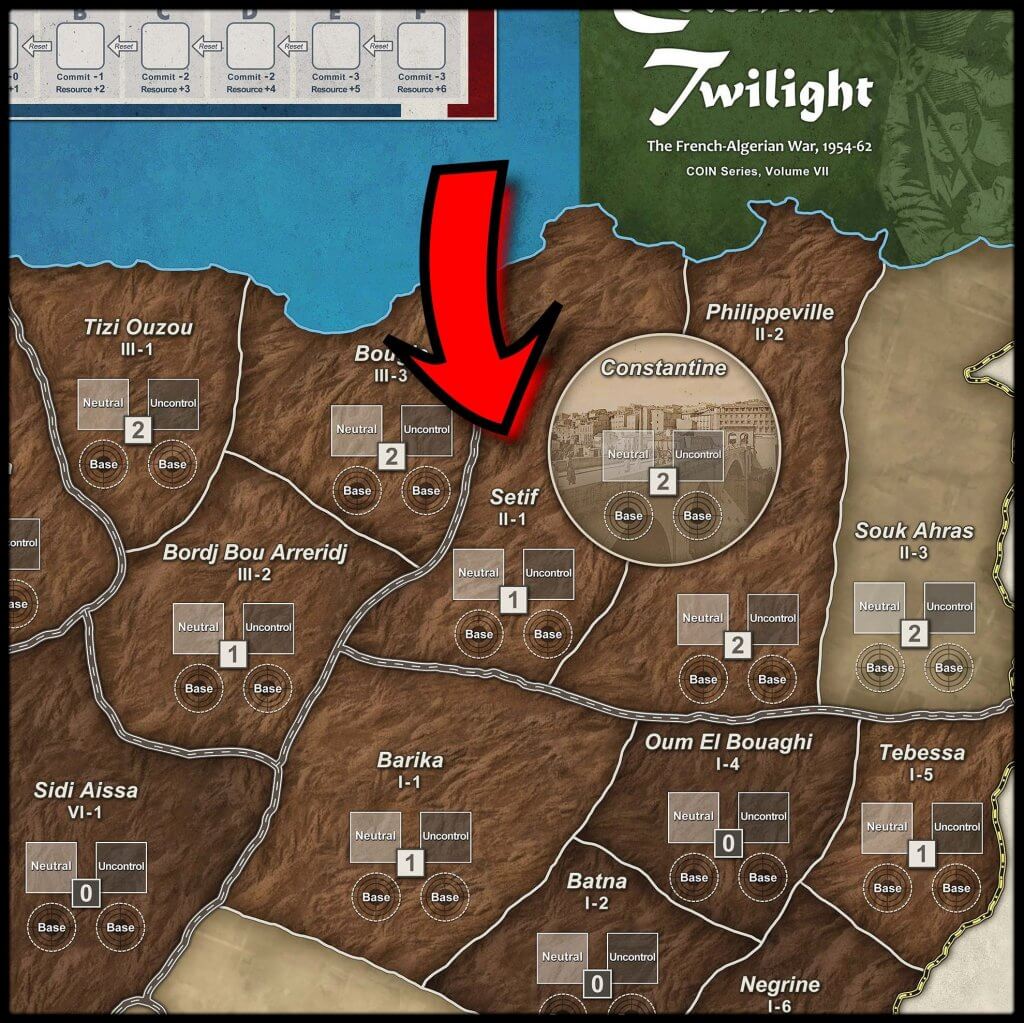 B C D E F
Reset Reset Reset Reset Reset
Commit -1 Commit -2 Commit -2 Commit -3 Commit -3
+1 Resource +2 Resource +3 Resource +4 Resource +5 Resource +6
Twilight
The French-Algerian War, 1954-62
COIN Series, Volume VII
Tizi Ouzou
III-1
Neutral Uncontrol
2
Base Base
III-3
Neutral Uncontrol
2
Base Base
Philippeville
II-2
Constantine
Neutral Uncontrol
2
Base Base
Setif
II-1
Neutral Uncontrol
1
Base Base
Bordj Bou Arreridj
III-2
Neutral Uncontrol
1
Base Base
Neutral Uncontrol
2
Base Base
Souk Ahras
II-3
Neutral Uncontrol
2
Base Base
Sidi Aissa
VI-1
Neutral Uncontrol
0
Base Base
Barika
I-1
Neutral Uncontrol
1
Base Base
Oum El Bouaghi
I-4
Neutral Uncontrol
0
Base Base
Tebessa
I-5
Neutral Uncontrol
1
Base Base
Batna
I-2
Neutral Uncontrol
0
Negrine
I-6